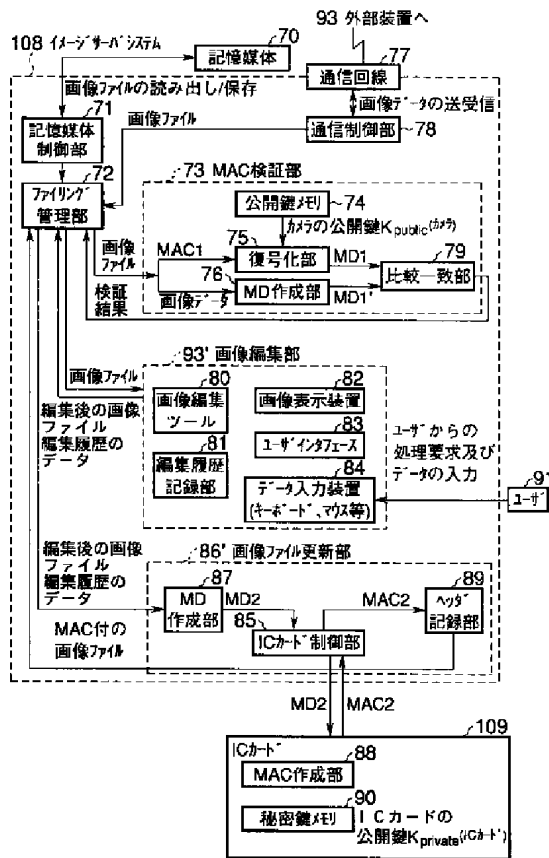 93 外部装置へ
108 イメージサーバシステム
70
記憶媒体
77
通信回線
画像ファイルの読み出し/保存
71
記憶媒体
制御部
画像ファイル
画像データの送受信
通信制御部
78
72
ファイリング
管理部
73 MAC検証部
公開鍵メモリ
74
カメラの公開鍵Kpublic(カメラ)
画像
ファイル
MAC1
75
復号化部
MD1
79
比較一致部
検証
結果
画像データ
76
MD作成部
MD1'
93' 画像編集部
画像ファイル
80
画像編集
ツール
82
画像表示装置
編集後の画像
ファイル
編集履歴の
データ
81
編集履歴
記録部
83
ユーザインタフェース
84
データ入力装置
(キーボード、マウス等)
ユーザからの
処理要求及び
データの入力
91
ユーザ
編集後の画像
ファイル
編集履歴の
データ
86' 画像ファイル更新部
87
MD
作成部
MD2
85
ICカード制御部
MAC2
89
ヘッダ
記録部
MAC付の
画像ファイル
MD2
MAC2
109
ICカード
88
MAC作成部
90
秘密鍵メモリ
ICカードの
公開鍵Kprivate(ICカード)